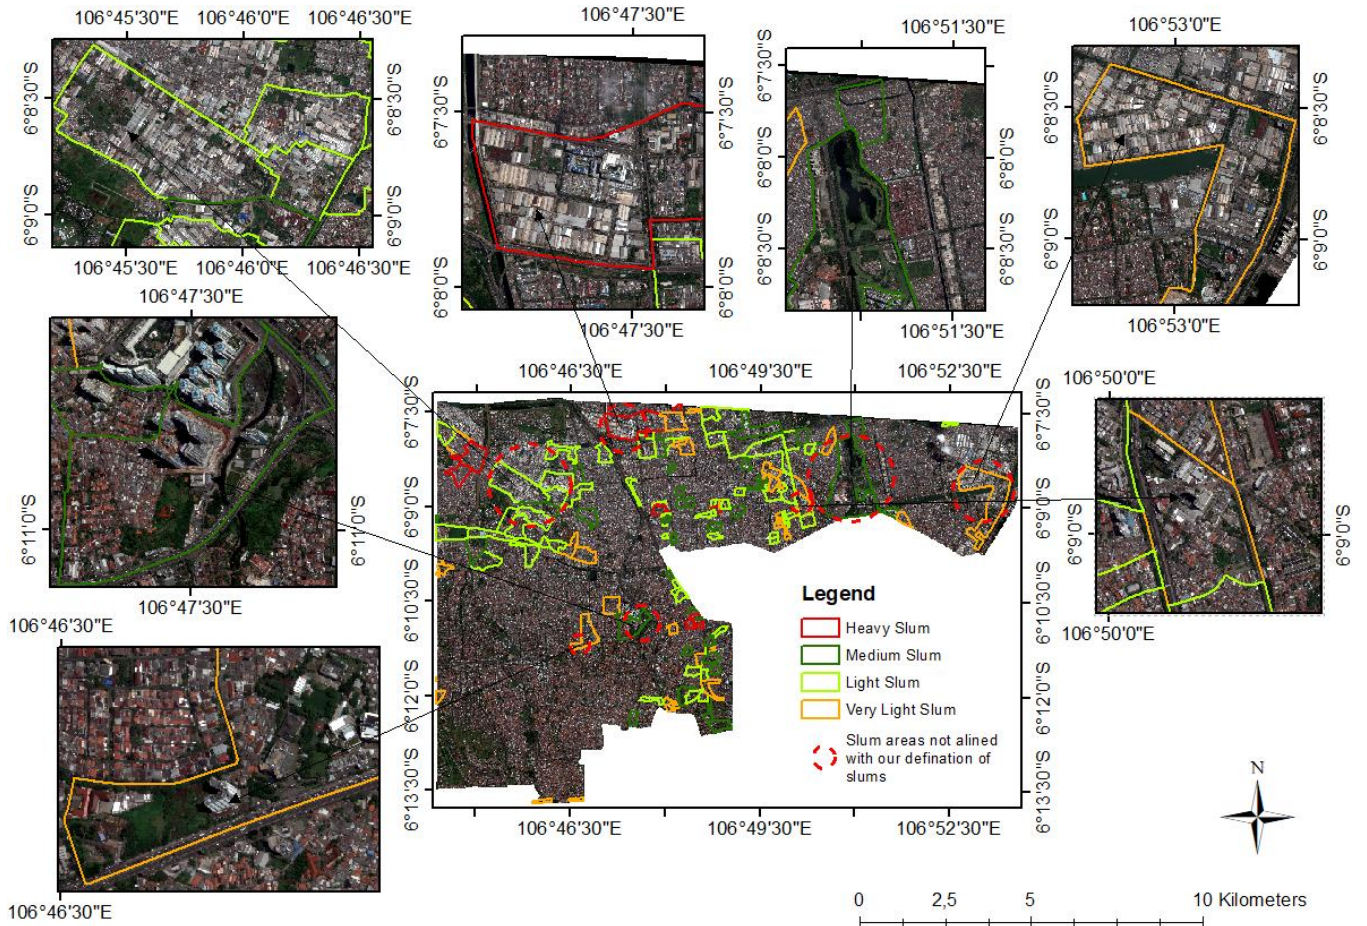 106°45'30"E 106°46'0"E 106°46'30"E
6°8'30"S
6°9'0"S
6°8'30"S
6°9'0"S
106°45'30"E 106°46'0"E 106°46'30"E
106°47'30"E
6°7'30"S
6°8'0"S
6°7'30"S
6°8'0"S
106°47'30"E
106°51'30"E
6°7'30"S
6°8'0"S
6°8'30"S
6°8'0"S
6°8'30"S
106°51'30"E
106°53'0"E
6°8'30"S
6°9'0"S
6°8'30"S
6°9'0"S
106°53'0"E
106°47'30"E
6°11'0"S
6°11'0"S
106°47'30"E
106°46'30"E 106°49'30"E 106°52'30"E
6°7'30"S
6°9'0"S
6°10'30"S
6°12'0"S
6°13'30"S
6°7'30"S
6°9'0"S
6°10'30"S
6°12'0"S
6°13'30"S
106°46'30"E 106°49'30"E 106°52'30"E
106°50'0"E
6°9'0"S
6°9'0"S
106°50'0"E
106°46'30"E
106°46'30"E
Legend
Heavy Slum
Medium Slum
Light Slum
Very Light Slum
Slum areas not alined
with our defination of
slums
N
0 2,5 5 10 Kilometers